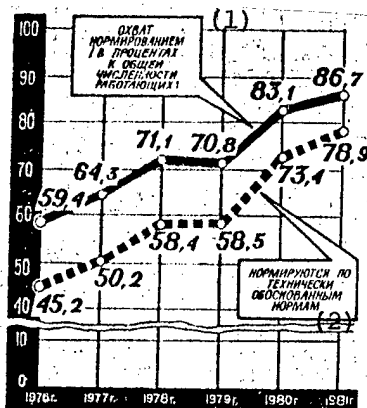 (1)
ОХВАТ
НОРМИРОВАНИЕМ
(В ПРОЦЕНТАХ
К ОБЩЕЙ
ЧИСЛЕННОСТИ
РАБОТАЮЩИХ)
100
90
80
70
60
50
40
10
0
59,4
64,3
71,1
70,8
83,1
86,7
45,2
50,2
58,4
58,5
73,4
78,9
НОРМИРУЮТСЯ ПО
ТЕХНИЧЕСКИ
ОБОСНОВАННЫМ
НОРМАМ
(2)
1976г. 1977г. 1978г. 1979г. 1980г. 1981г.